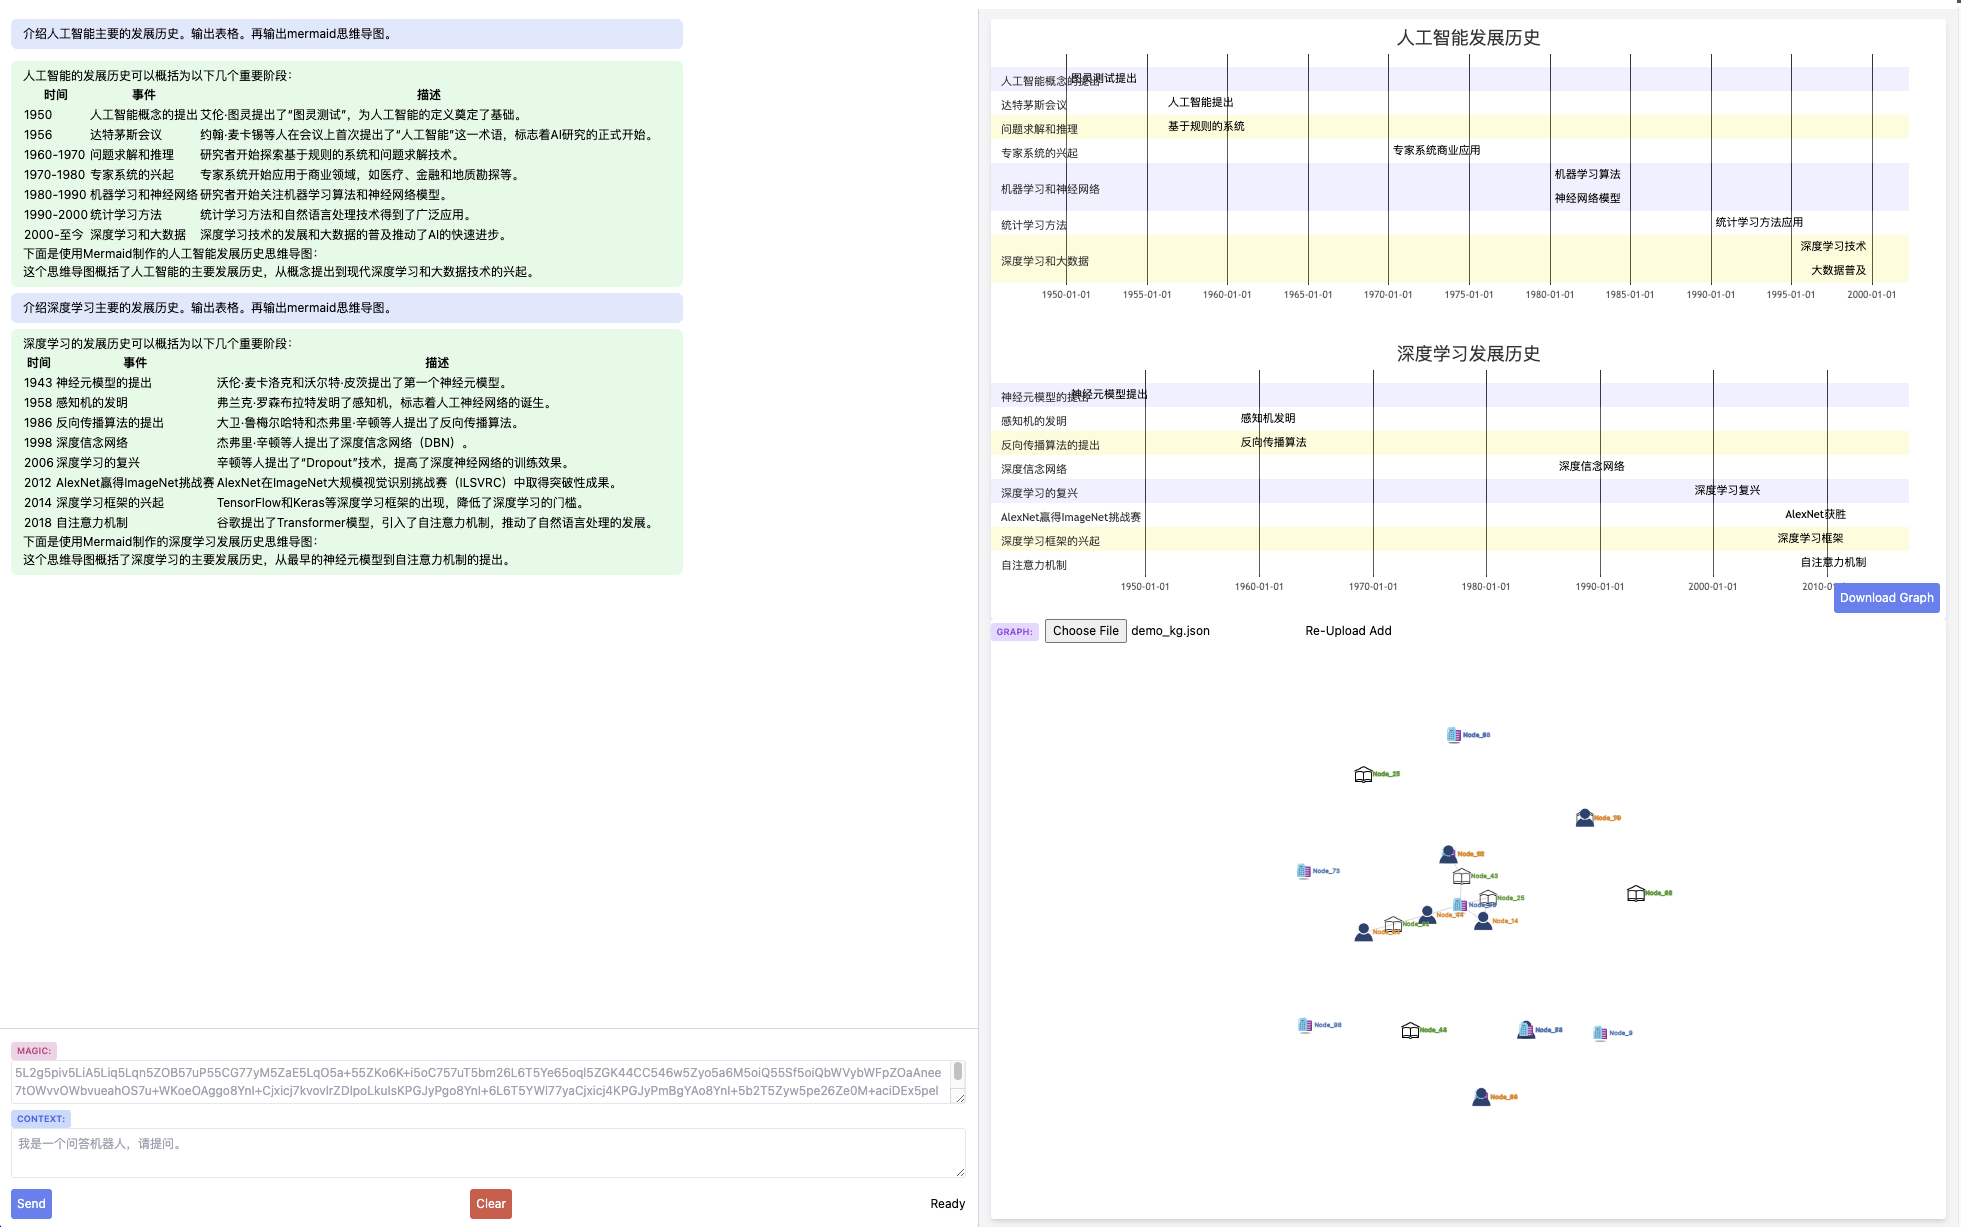 介绍人工智能主要的发展历史。输出表格。再输出mermaid思维导图。
人工智能的发展历史可以概括为以下几个重要阶段：
时间 事件 描述
1950 人工智能概念的提出 艾伦·图灵提出了“图灵测试”，为人工智能的定义奠定了基础。
1956 达特茅斯会议 约翰·麦卡锡等人在会议上首次提出了“人工智能”这一术语，标志着AI研究的正式开始。
1960-1970 问题求解和推理 研究者开始探索基于规则的系统和问题求解技术。
1970-1980 专家系统的兴起 专家系统开始应用于商业领域，如医疗、金融和地质勘探等。
1980-1990 机器学习和神经网络 研究者开始关注机器学习算法和神经网络模型。
1990-2000 统计学习方法 统计学习方法和自然语言处理技术得到了广泛应用。
2000-至今 深度学习和大数据 深度学习技术的发展和大数据的普及推动了AI的快速进步。
下面是使用Mermaid制作的人工智能发展历史思维导图：
这个思维导图概括了人工智能的主要发展历史，从概念提出到现代深度学习和大数据技术的兴起。
介绍深度学习主要的发展历史。输出表格。再输出mermaid思维导图。
深度学习的发展历史可以概括为以下几个重要阶段：
时间 事件 描述
1943 神经元模型的提出 沃伦·麦卡洛克和沃尔特·皮茨提出了第一个神经元模型。
1958 感知机的发明 弗兰克·罗森布拉特发明了感知机，标志着人工神经网络的诞生。
1986 反向传播算法的提出 大卫·鲁梅尔哈特和杰弗里·辛顿等人提出了反向传播算法。
1998 深度信念网络 杰弗里·辛顿等人提出了深度信念网络（DBN）。
2006 深度学习的复兴 辛顿等人提出了“Dropout”技术，提高了深度神经网络的训练效果。
2012 AlexNet赢得ImageNet挑战赛 AlexNet在ImageNet大规模视觉识别挑战赛（ILSVRC）中取得突破性成果。
2014 深度学习框架的兴起 TensorFlow和Keras等深度学习框架的出现，降低了深度学习的门槛。
2018 自注意力机制 谷歌提出了Transformer模型，引入了自注意力机制，推动了自然语言处理的发展。
下面是使用Mermaid制作的深度学习发展历史思维导图：
这个思维导图概括了深度学习的主要发展历史，从最早的神经元模型到自注意力机制的提出。
MAGIC:
CONTEXT:
我是一个问答机器人，请提问。
Send Clear Ready
人工智能发展历史
人工智能概念的提出 图灵测试提出
达特茅斯会议 人工智能提出
问题求解和推理 基于规则的系统
专家系统的兴起 专家系统商业应用
机器学习算法
机器学习和神经网络
神经网络模型
统计学习方法 统计学习方法应用
深度学习技术
深度学习和大数据
大数据普及
1950-01-01 1955-01-01 1960-01-01 1965-01-01 1970-01-01 1975-01-01 1980-01-01 1985-01-01 1990-01-01 1995-01-01 2000-01-01
深度学习发展历史
神经元模型的提出 神经元模型提出
感知机的发明 感知机发明
反向传播算法的提出 反向传播算法
深度信念网络 深度信念网络
深度学习的复兴 深度学习复兴
AlexNet赢得ImageNet挑战赛 AlexNet获胜
深度学习框架的兴起 深度学习框架
自注意力机制 自注意力机制
1950-01-01 1960-01-01 1970-01-01 1980-01-01 1990-01-01 2000-01-01
Download Graph
GRAPH: Choose File demo_kg.json Re-Upload Add
Node_73
Node_43
Node_25
Node_44
Node_14
Node_98
Node_9